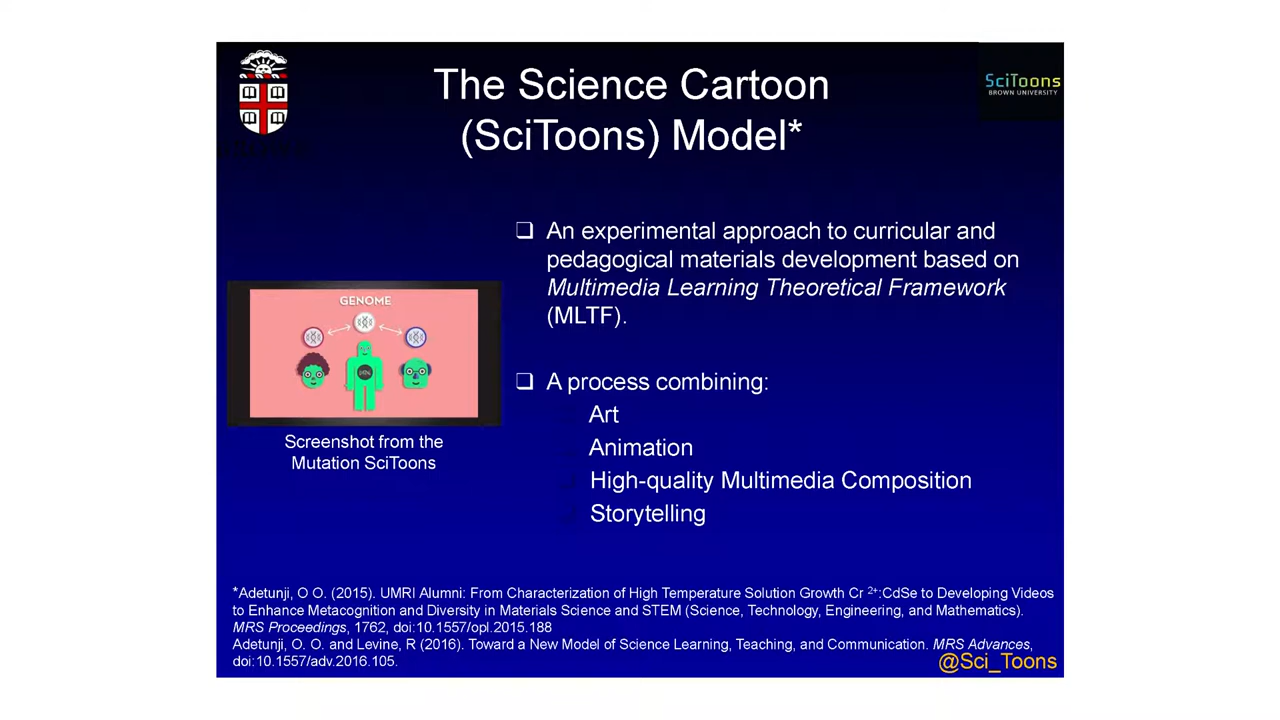 The Science Cartoon
(SciToons) Model*
SciToons
BROWN UNIVERSITY
❑ An experimental approach to curricular and
pedagogical materials development based on
Multimedia Learning Theoretical Framework
(MLTF).
GENOME
Screenshot from the
Mutation SciToons
❑ A process combining:
Art
Animation
High-quality Multimedia Composition
Storytelling
*Adetunji, O O. (2015). UMRI Alumni: From Characterization of High Temperature Solution Growth Cr 2+:CdSe to Developing Videos
to Enhance Metacognition and Diversity in Materials Science and STEM (Science, Technology, Engineering, and Mathematics).
MRS Proceedings, 1762, doi:10.1557/opl.2015.188
Adetunji, O. O. and Levine, R (2016). Toward a New Model of Science Learning, Teaching, and Communication. MRS Advances,
doi:10.1557/adv.2016.105.
@Sci_Toons